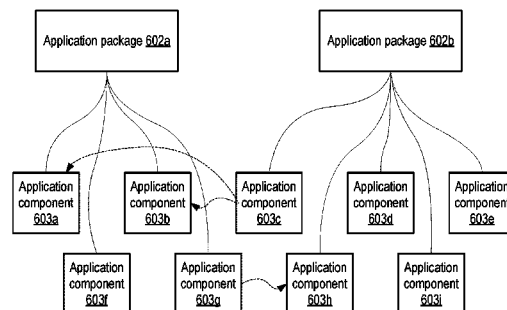 Application package 602a
Application package 602b
Application
component
603a
Application
component
603b
Application
component
603c
Application
component
603d
Application
component
603e
Application
component
603f
Application
component
603g
Application
component
603h
Application
component
603i